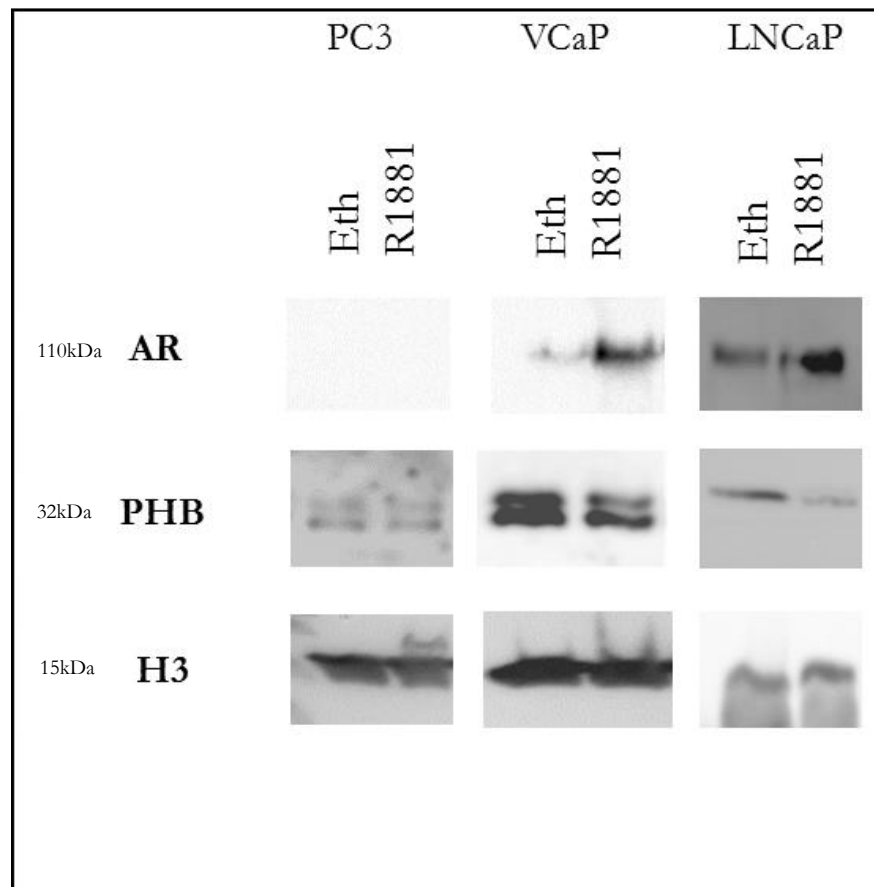 PC3 VCaP LNCaP
Eth R1881 Eth R1881 Eth R1881
110kDa AR
32kDa PHB
15kDa H3